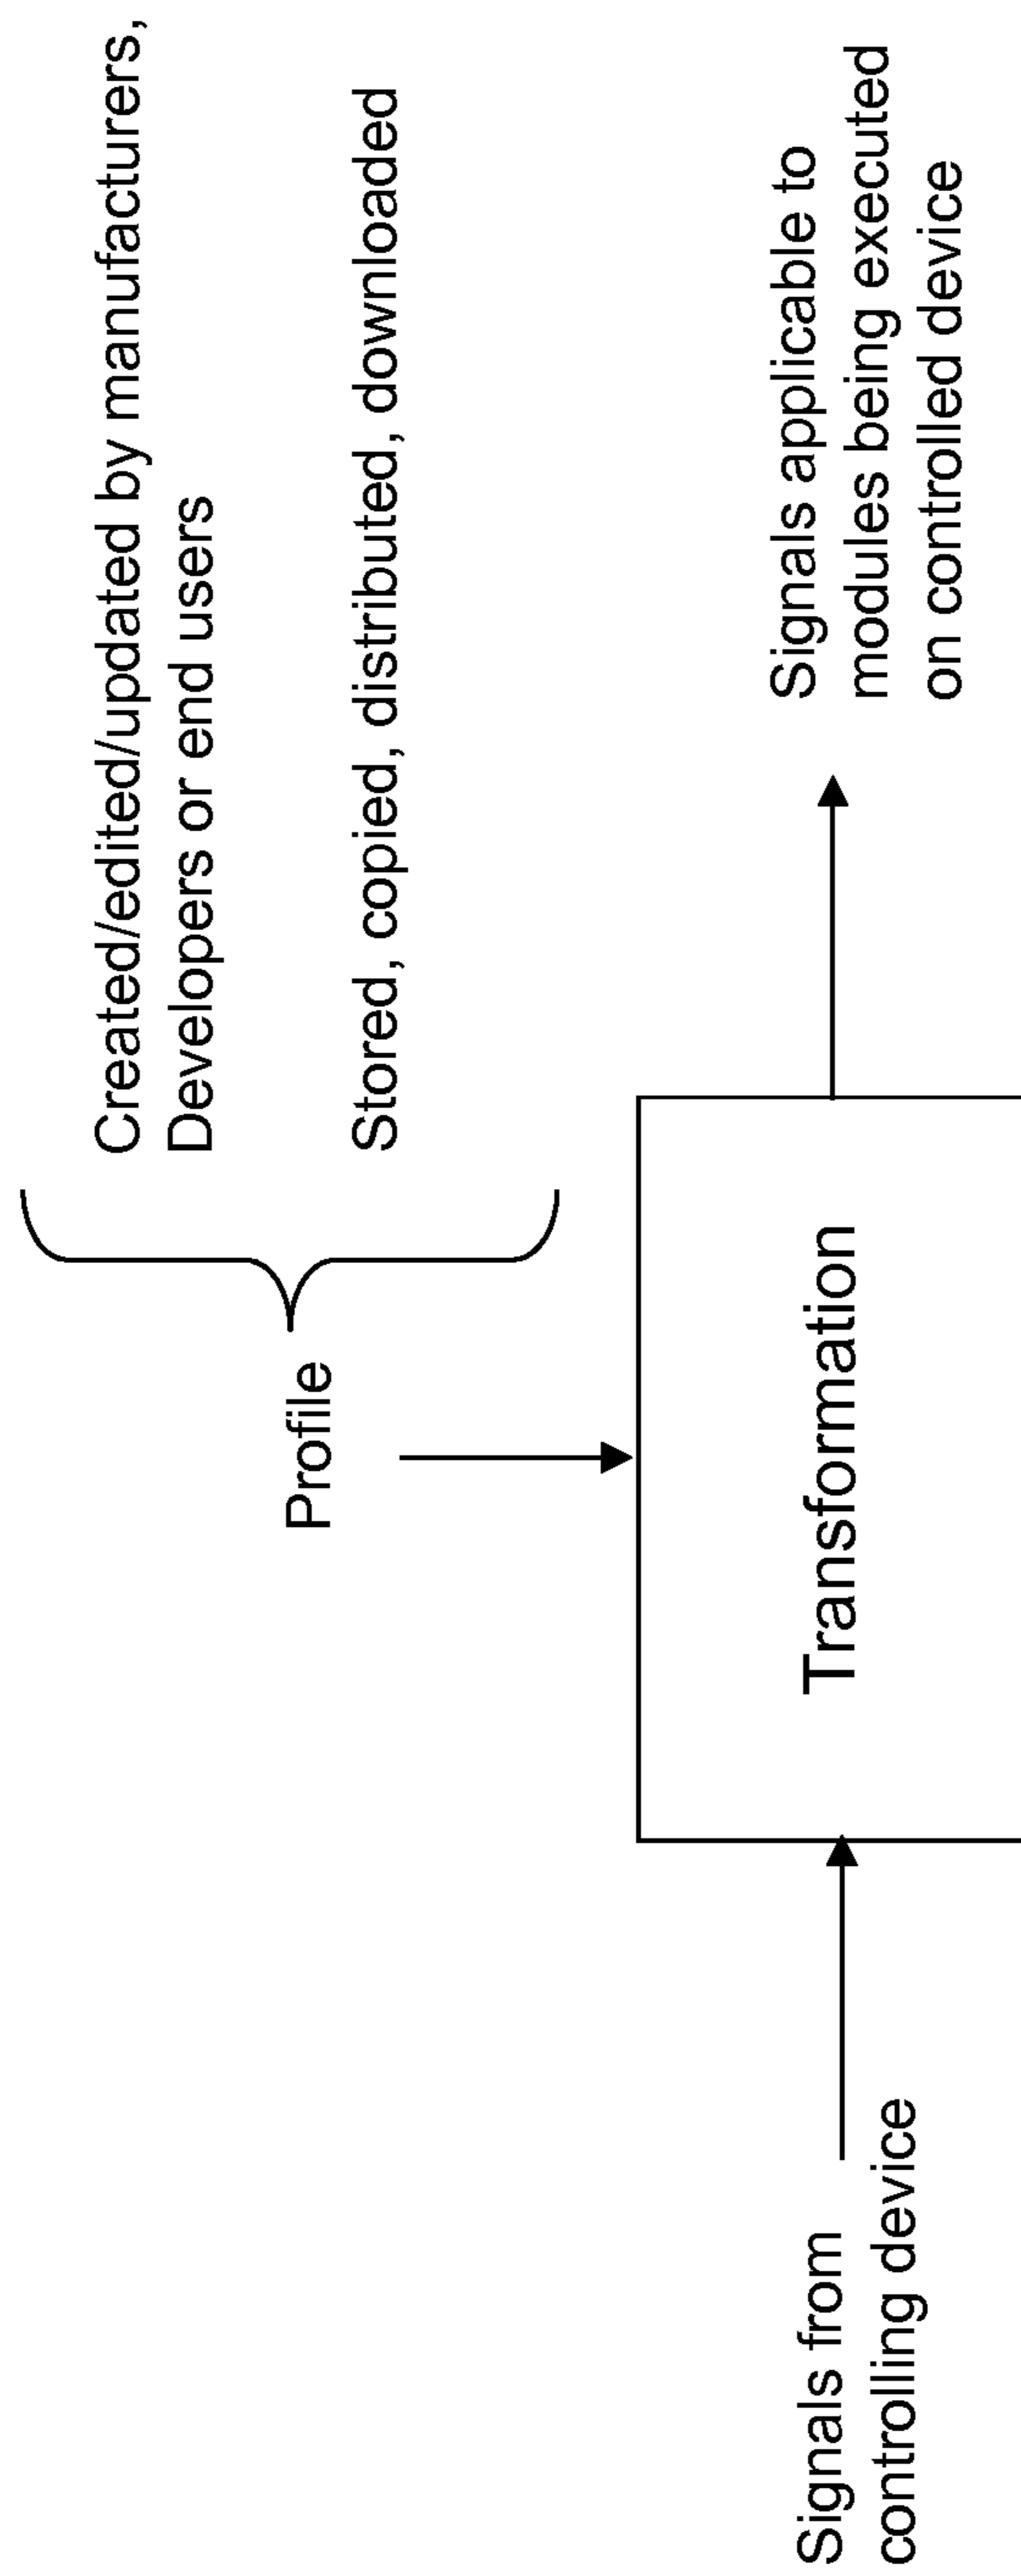 Created/edited/updated by manufacturers,
Developers or end users
Profile
Stored, copied, distributed, downloaded
Signals from
controlling device
Transformation
Signals applicable to
modules being executed
on controlled device